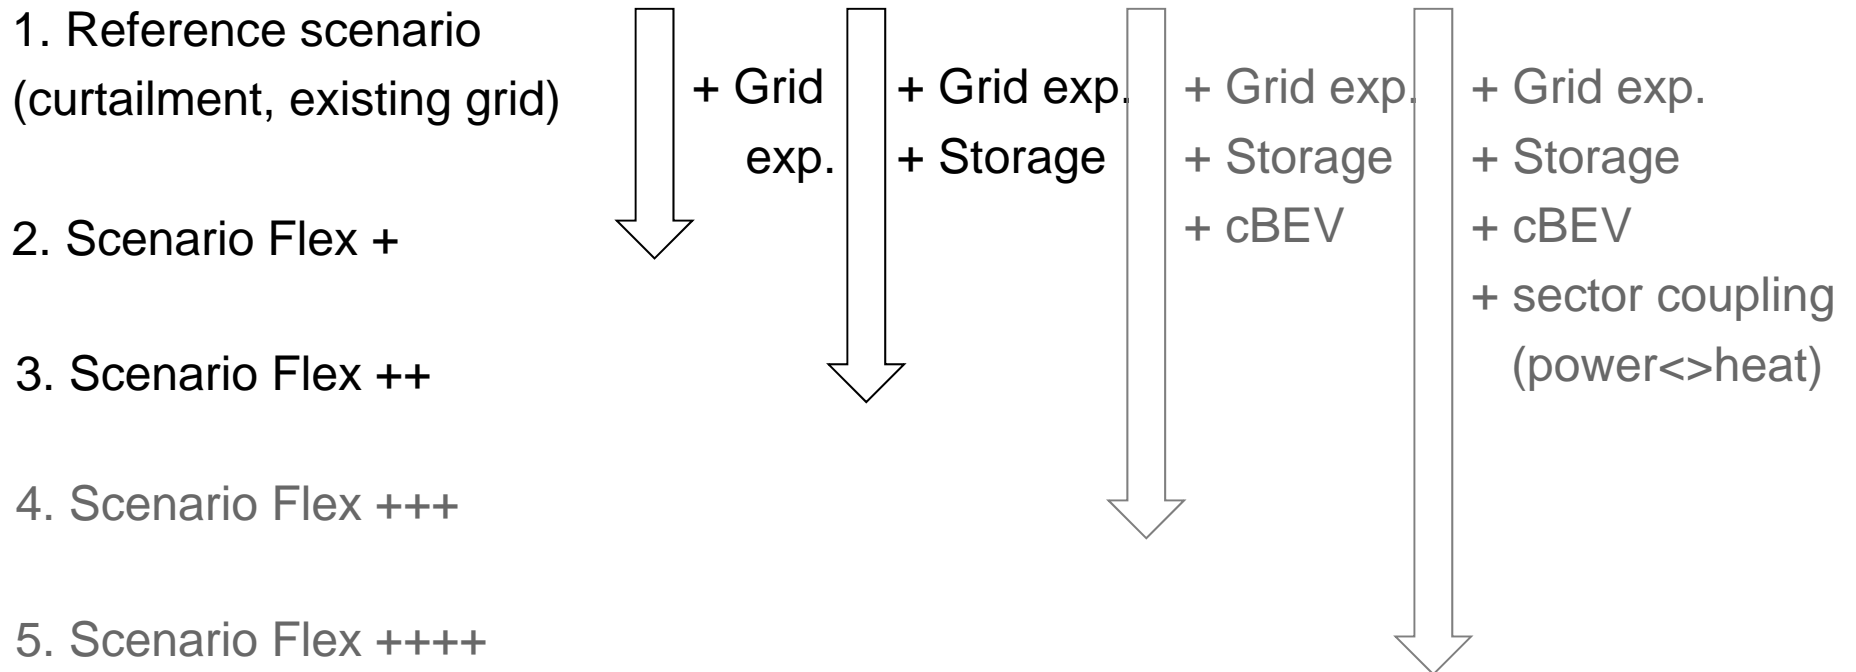 1. Reference scenario
(curtailment, existing grid)
2. Scenario Flex +
3. Scenario Flex ++
4. Scenario Flex +++
5. Scenario Flex ++++
+ Grid
exp.
+ Grid exp.
+ Storage
+ Grid exp.
+ Storage
+ cBEV
+ Grid exp.
+ Storage
+ cBEV
+ sector coupling
(power<>heat)